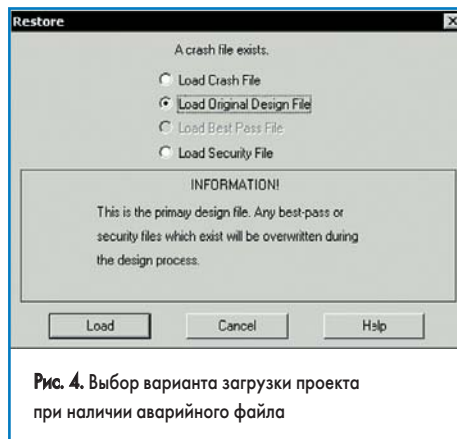 Restore
A crash file exists.
Load Crash File
Load Original Design File
Load Best Pass File
Load Security File
INFORMATION!
This is the primary design file. Any best-pass or
security files which exist will be overwritten during
the design process.
Load Cancel Help
Рис. 4. Выбор варианта загрузки проекта
при наличии аварийного файла